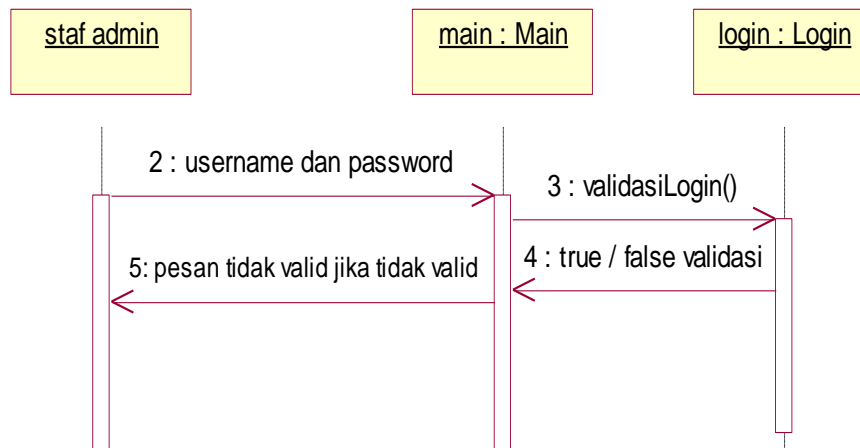 staf admin
main : Main
login : Login
2 : username dan password
3 : validasiLogin()
4 : true / false validasi
5: pesan tidak valid jika tidak valid